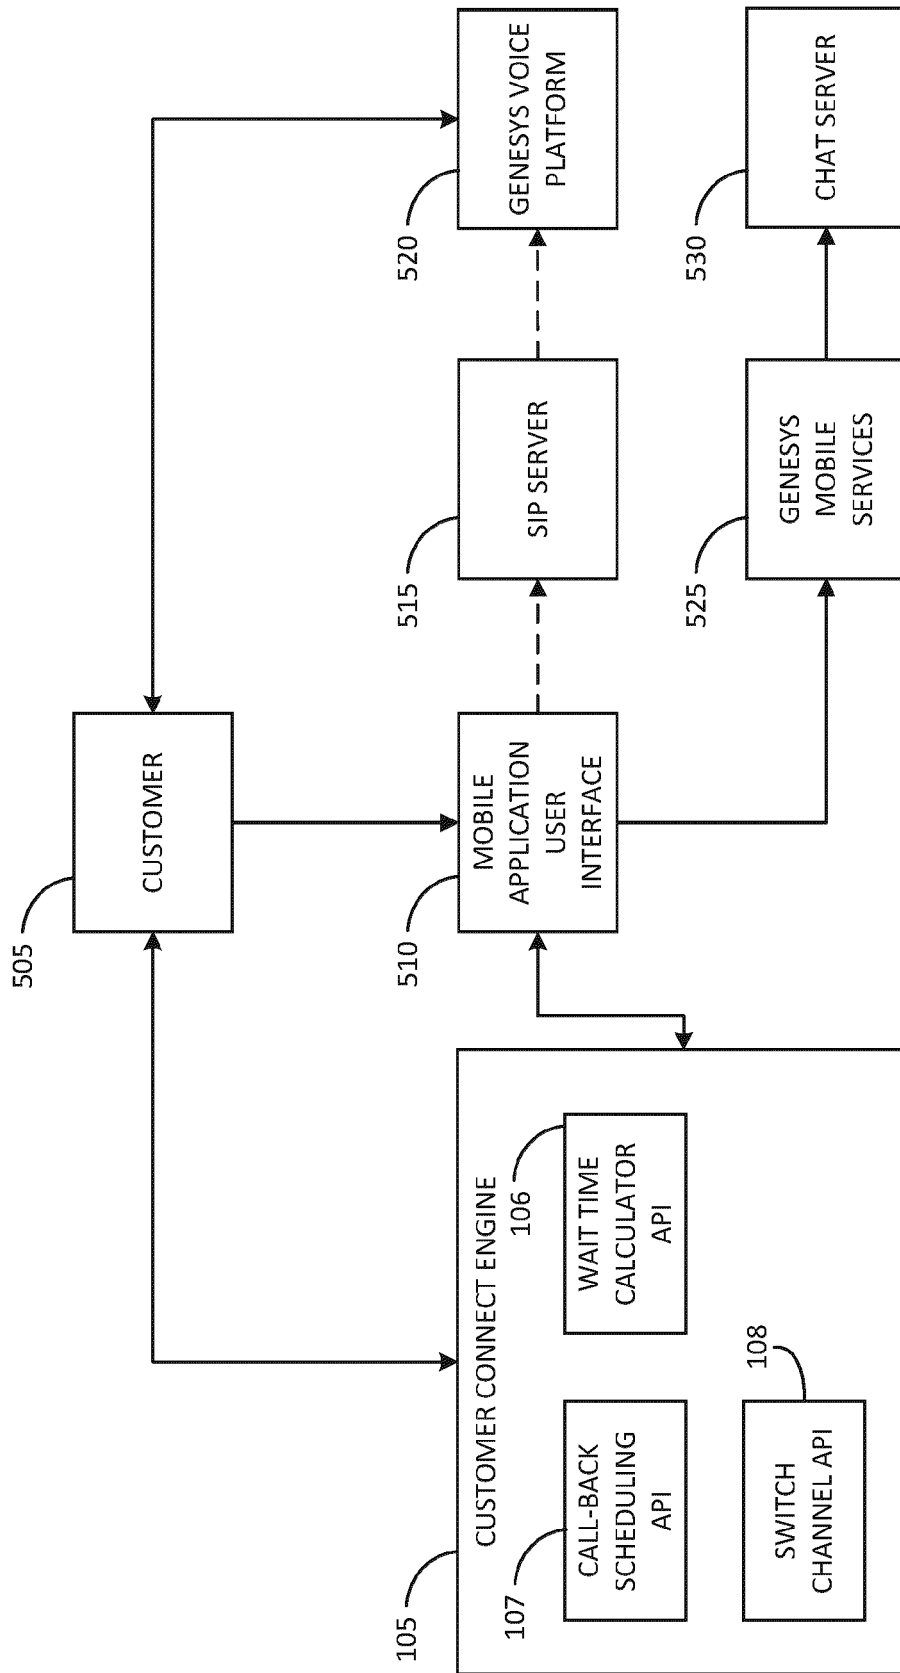 505
CUSTOMER
105
CUSTOMER CONNECT ENGINE
107
CALL-BACK
SCHEDULING
API
106
WAIT TIME
CALCULATOR
API
108
SWITCH
CHANNEL API
510
MOBILE
APPLICATION
USER
INTERFACE
515
SIP SERVER
520
GENESYS VOICE
PLATFORM
525
GENESYS
MOBILE
SERVICES
530
CHAT SERVER